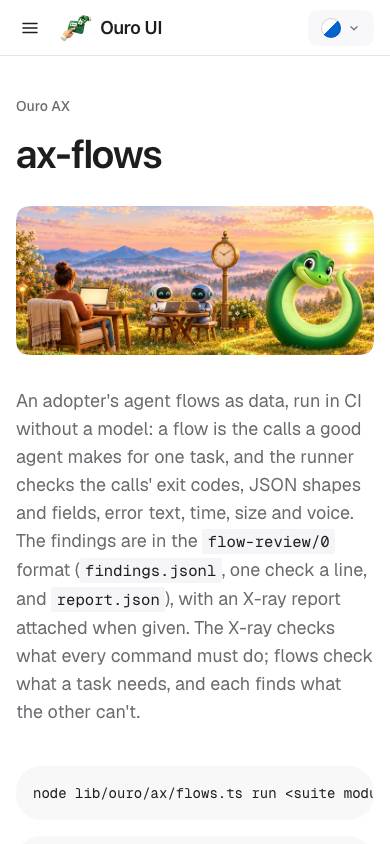 Ouro UI
Ouro AX
ax-flows
An adopter's agent flows as data, run in CI
without a model: a flow is the calls a good
agent makes for one task, and the runner
checks the calls' exit codes, JSON shapes
and fields, error text, time, size and voice.
The findings are in the flow-review/0
format ( findings.jsonl , one check a line,
and report.json ), with an X-ray report
attached when given. The X-ray checks
what every command must do; flows check
what a task needs, and each finds what
the other can't.
node lib/ouro/ax/flows.ts run <suite modu